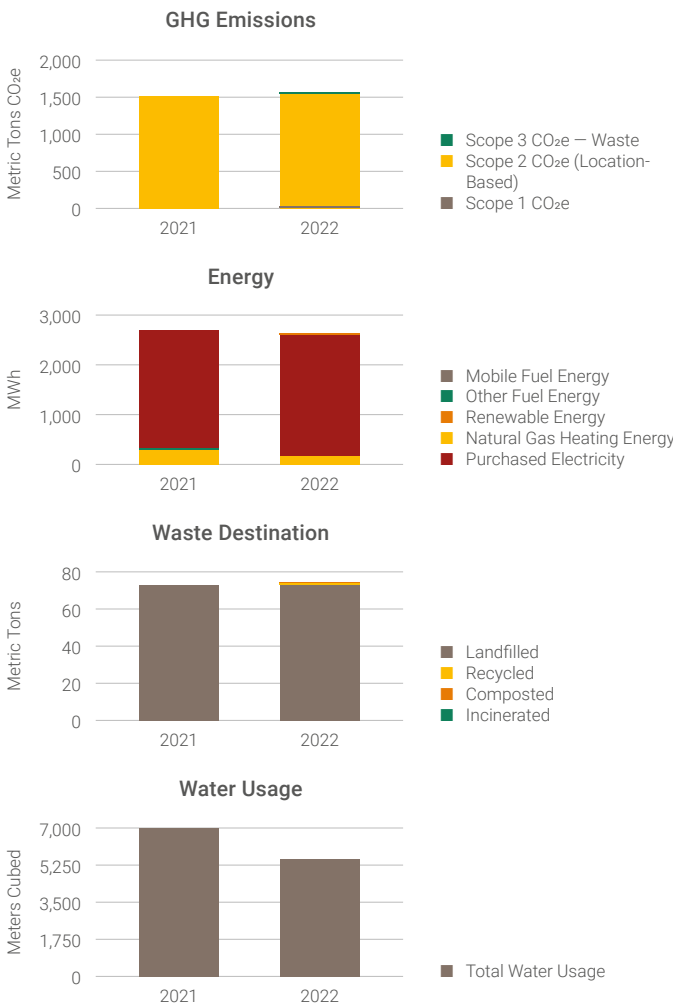 GHG Emissions
Metric Tons CO₂e
2,000
1,500
1,000
500
0
2021
2022
Scope 3 CO₂e — Waste
Scope 2 CO₂e (Location-
Based)
Scope 1 CO₂e
Energy
MWh
3,000
2,000
1,000
0
2021
2022
Mobile Fuel Energy
Other Fuel Energy
Renewable Energy
Natural Gas Heating Energy
Purchased Electricity
Waste Destination
Metric Tons
80
60
40
20
0
2021
2022
Landfilled
Recycled
Composted
Incinerated
Water Usage
Meters Cubed
7,000
5,250
3,500
1,750
0
2021
2022
Total Water Usage